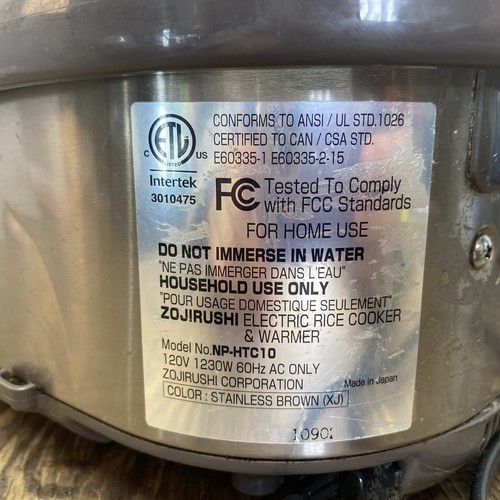 CONFORMS TO ANSI / UL STD.1026
CERTIFIED TO CAN / CSA STD.
E60335-1 E60335-2-15
ETL
C US
LISTED
Intertek
3010475
FC Tested To Comply
with FCC Standards
FOR HOME USE
DO NOT IMMERSE IN WATER
"NE PAS IMMERGER DANS L'EAU"
HOUSEHOLD USE ONLY
"POUR USAGE DOMESTIQUE SEULEMENT"
ZOJIRUSHI ELECTRIC RICE COOKER
& WARMER
Model No.NP-HTC10
120V 1230W 60Hz AC ONLY
ZOJIRUSHI CORPORATION Made in Japan
COLOR : STAINLESS BROWN (XJ)